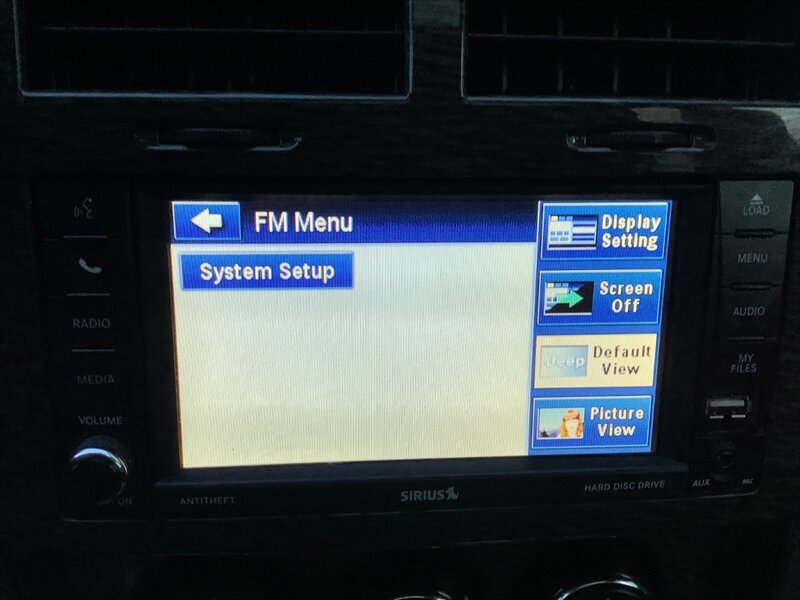 FM Menu
System Setup
Display
Setting
Screen
Off
Jeep
Default
View
Picture
View
RADIO
MEDIA
VOLUME
ANTITHEFT
SIRIUS
HARD DISC DRIVE
LOAD
MENU
AUDIO
MY
FILES
AUX